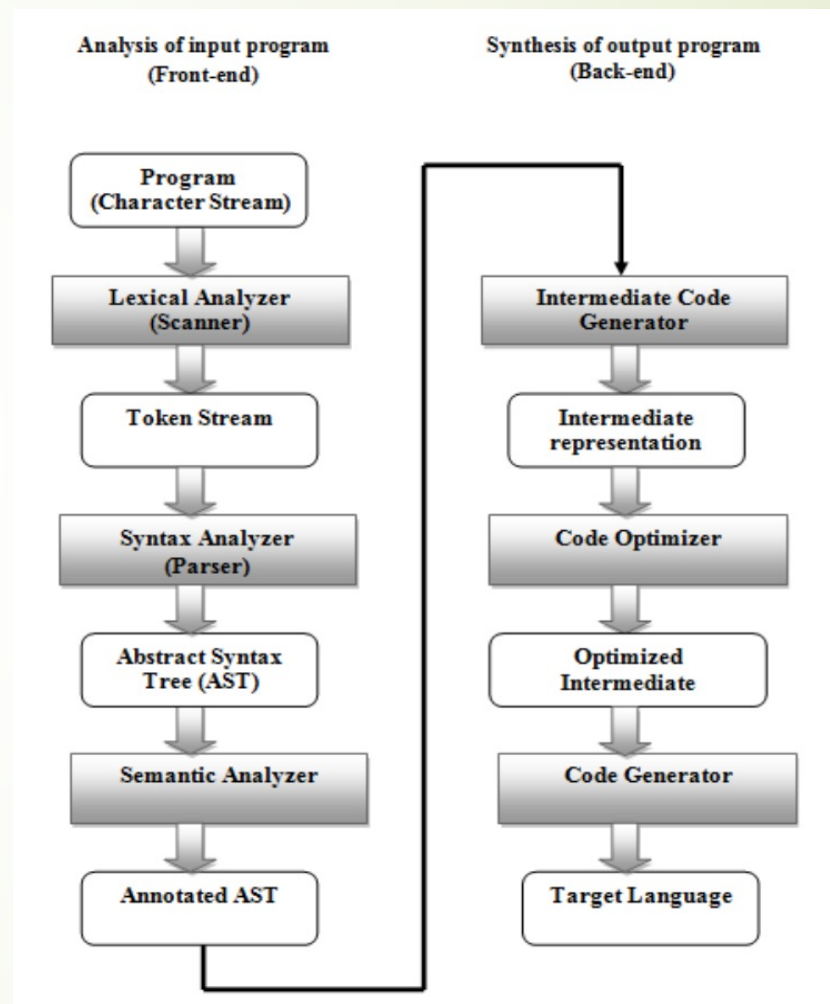 Analysis of input program
(Front-end)
Program
(Character Stream)
Lexical Analyzer
(Scanner)
Token Stream
Syntax Analyzer
(Parser)
Abstract Syntax
Tree (AST)
Semantic Analyzer
Annotated AST
Synthesis of output program
(Back-end)
Intermediate Code
Generator
Intermediate
representation
Code Optimizer
Optimized
Intermediate
Code Generator
Target Language